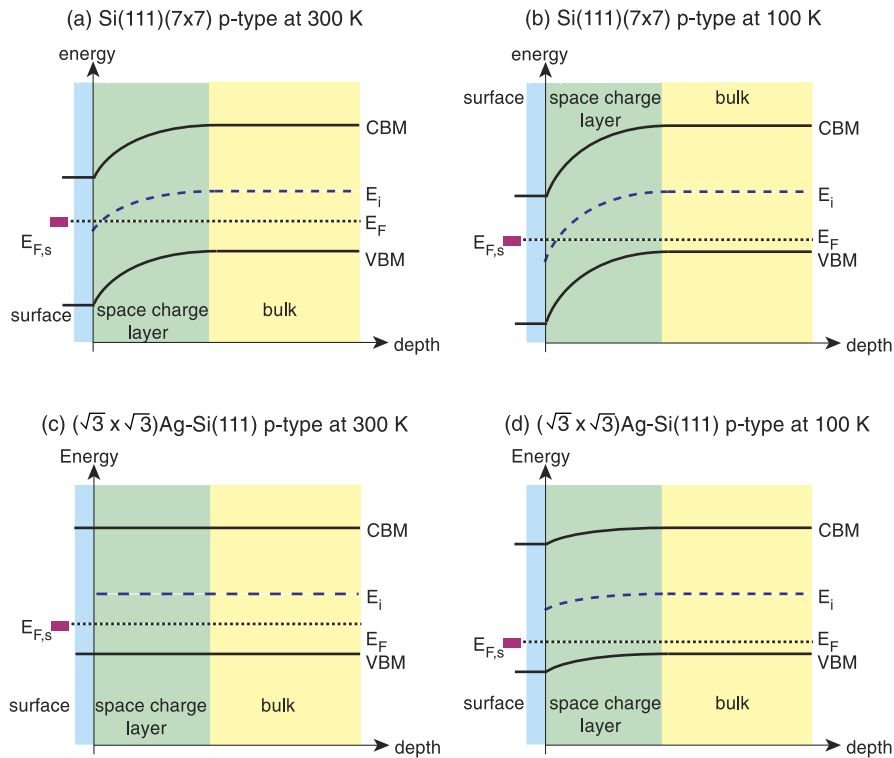 (a) Si(111)(7x7) p-type at 300 K
energy
CBM
E_i
E_F
E_F,s
VBM
surface
space charge
layer
bulk
depth
(b) Si(111)(7x7) p-type at 100 K
energy
surface
space charge
layer
bulk
CBM
E_i
E_F
E_F,s
VBM
depth
(c) (√3 x √3)Ag-Si(111) p-type at 300 K
Energy
CBM
E_i
E_F,s
E_F
VBM
surface
space charge
layer
bulk
depth
(d) (√3 x √3)Ag-Si(111) p-type at 100 K
Energy
CBM
E_i
E_F
E_F,s
VBM
surface
space charge
layer
bulk
depth